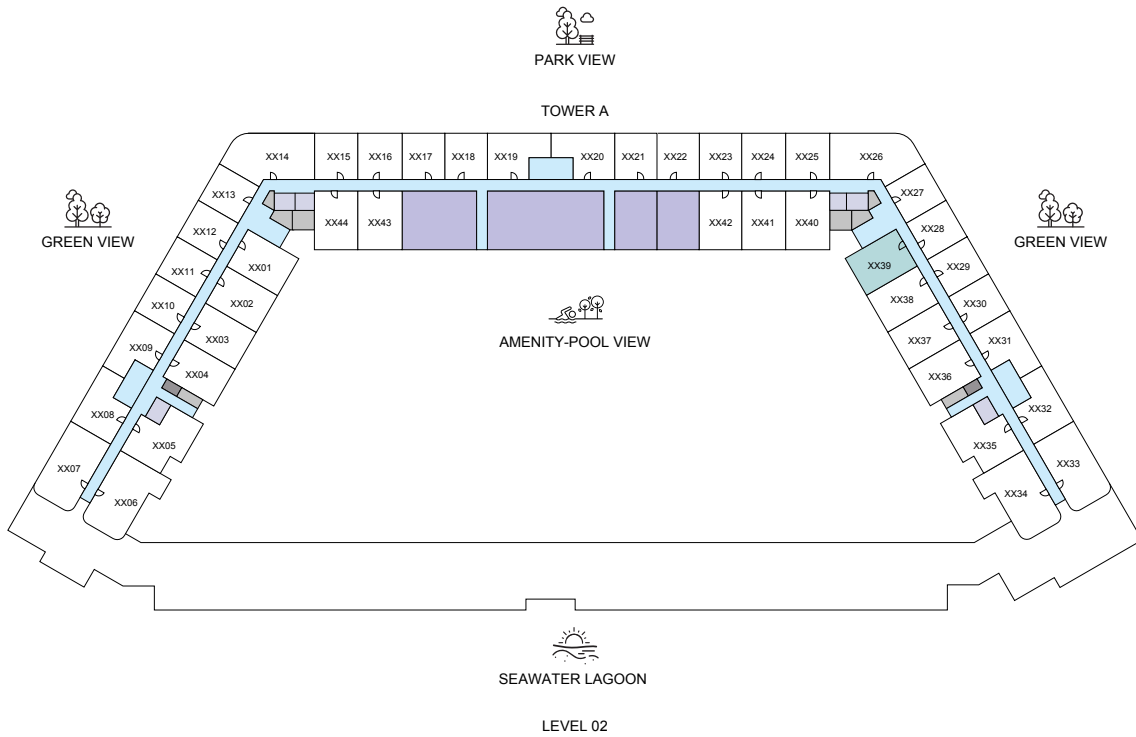 PARK VIEW
TOWER A
XX14
XX15
XX16
XX17
XX18
XX19
XX20
XX21
XX22
XX23
XX24
XX25
XX26
XX13
XX27
XX44
XX43
XX42
XX41
XX40
XX12
XX28
GREEN VIEW
GREEN VIEW
XX11
XX01
XX39
XX29
XX10
XX02
XX38
XX30
XX09
XX03
AMENITY-POOL VIEW
XX37
XX31
XX04
XX36
XX08
XX32
XX05
XX35
XX07
XX33
XX06
XX34
SEAWATER LAGOON
LEVEL 02